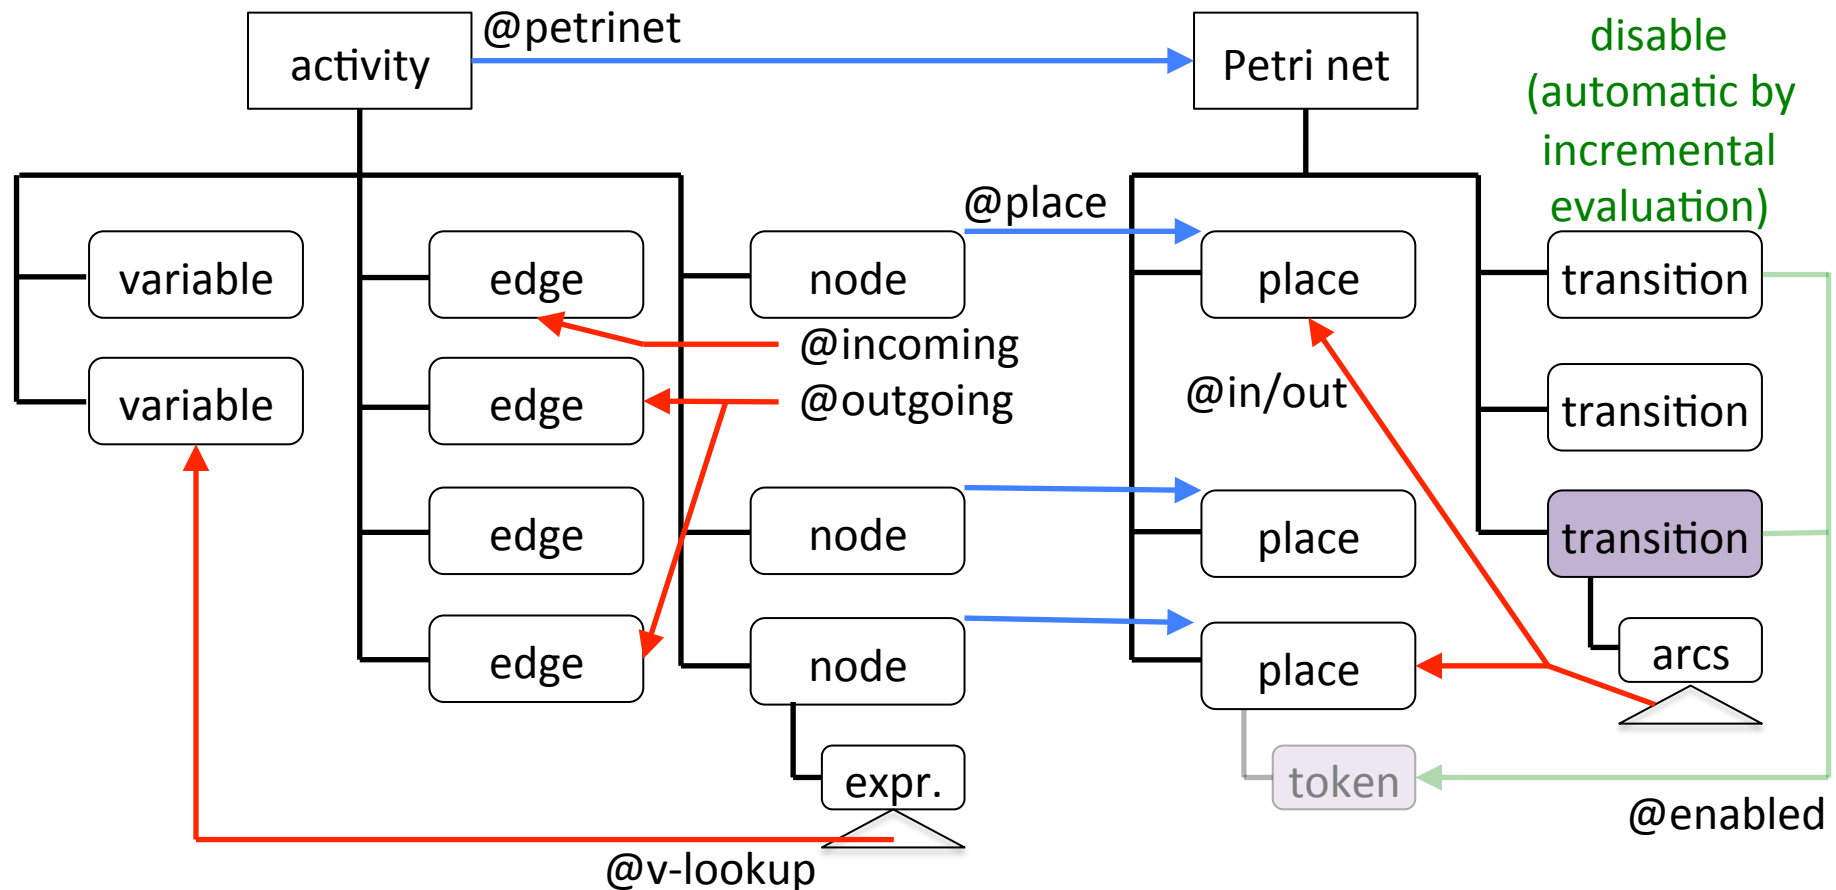 @petrinet
activity
Petri net
disable
(automatic by
incremental
evaluation)
@place
variable
edge
node
place
transition
@incoming
variable
edge
@outgoing
@in/out
transition
edge
node
place
transition
edge
node
place
arcs
expr.
token
@enabled
@v-lookup